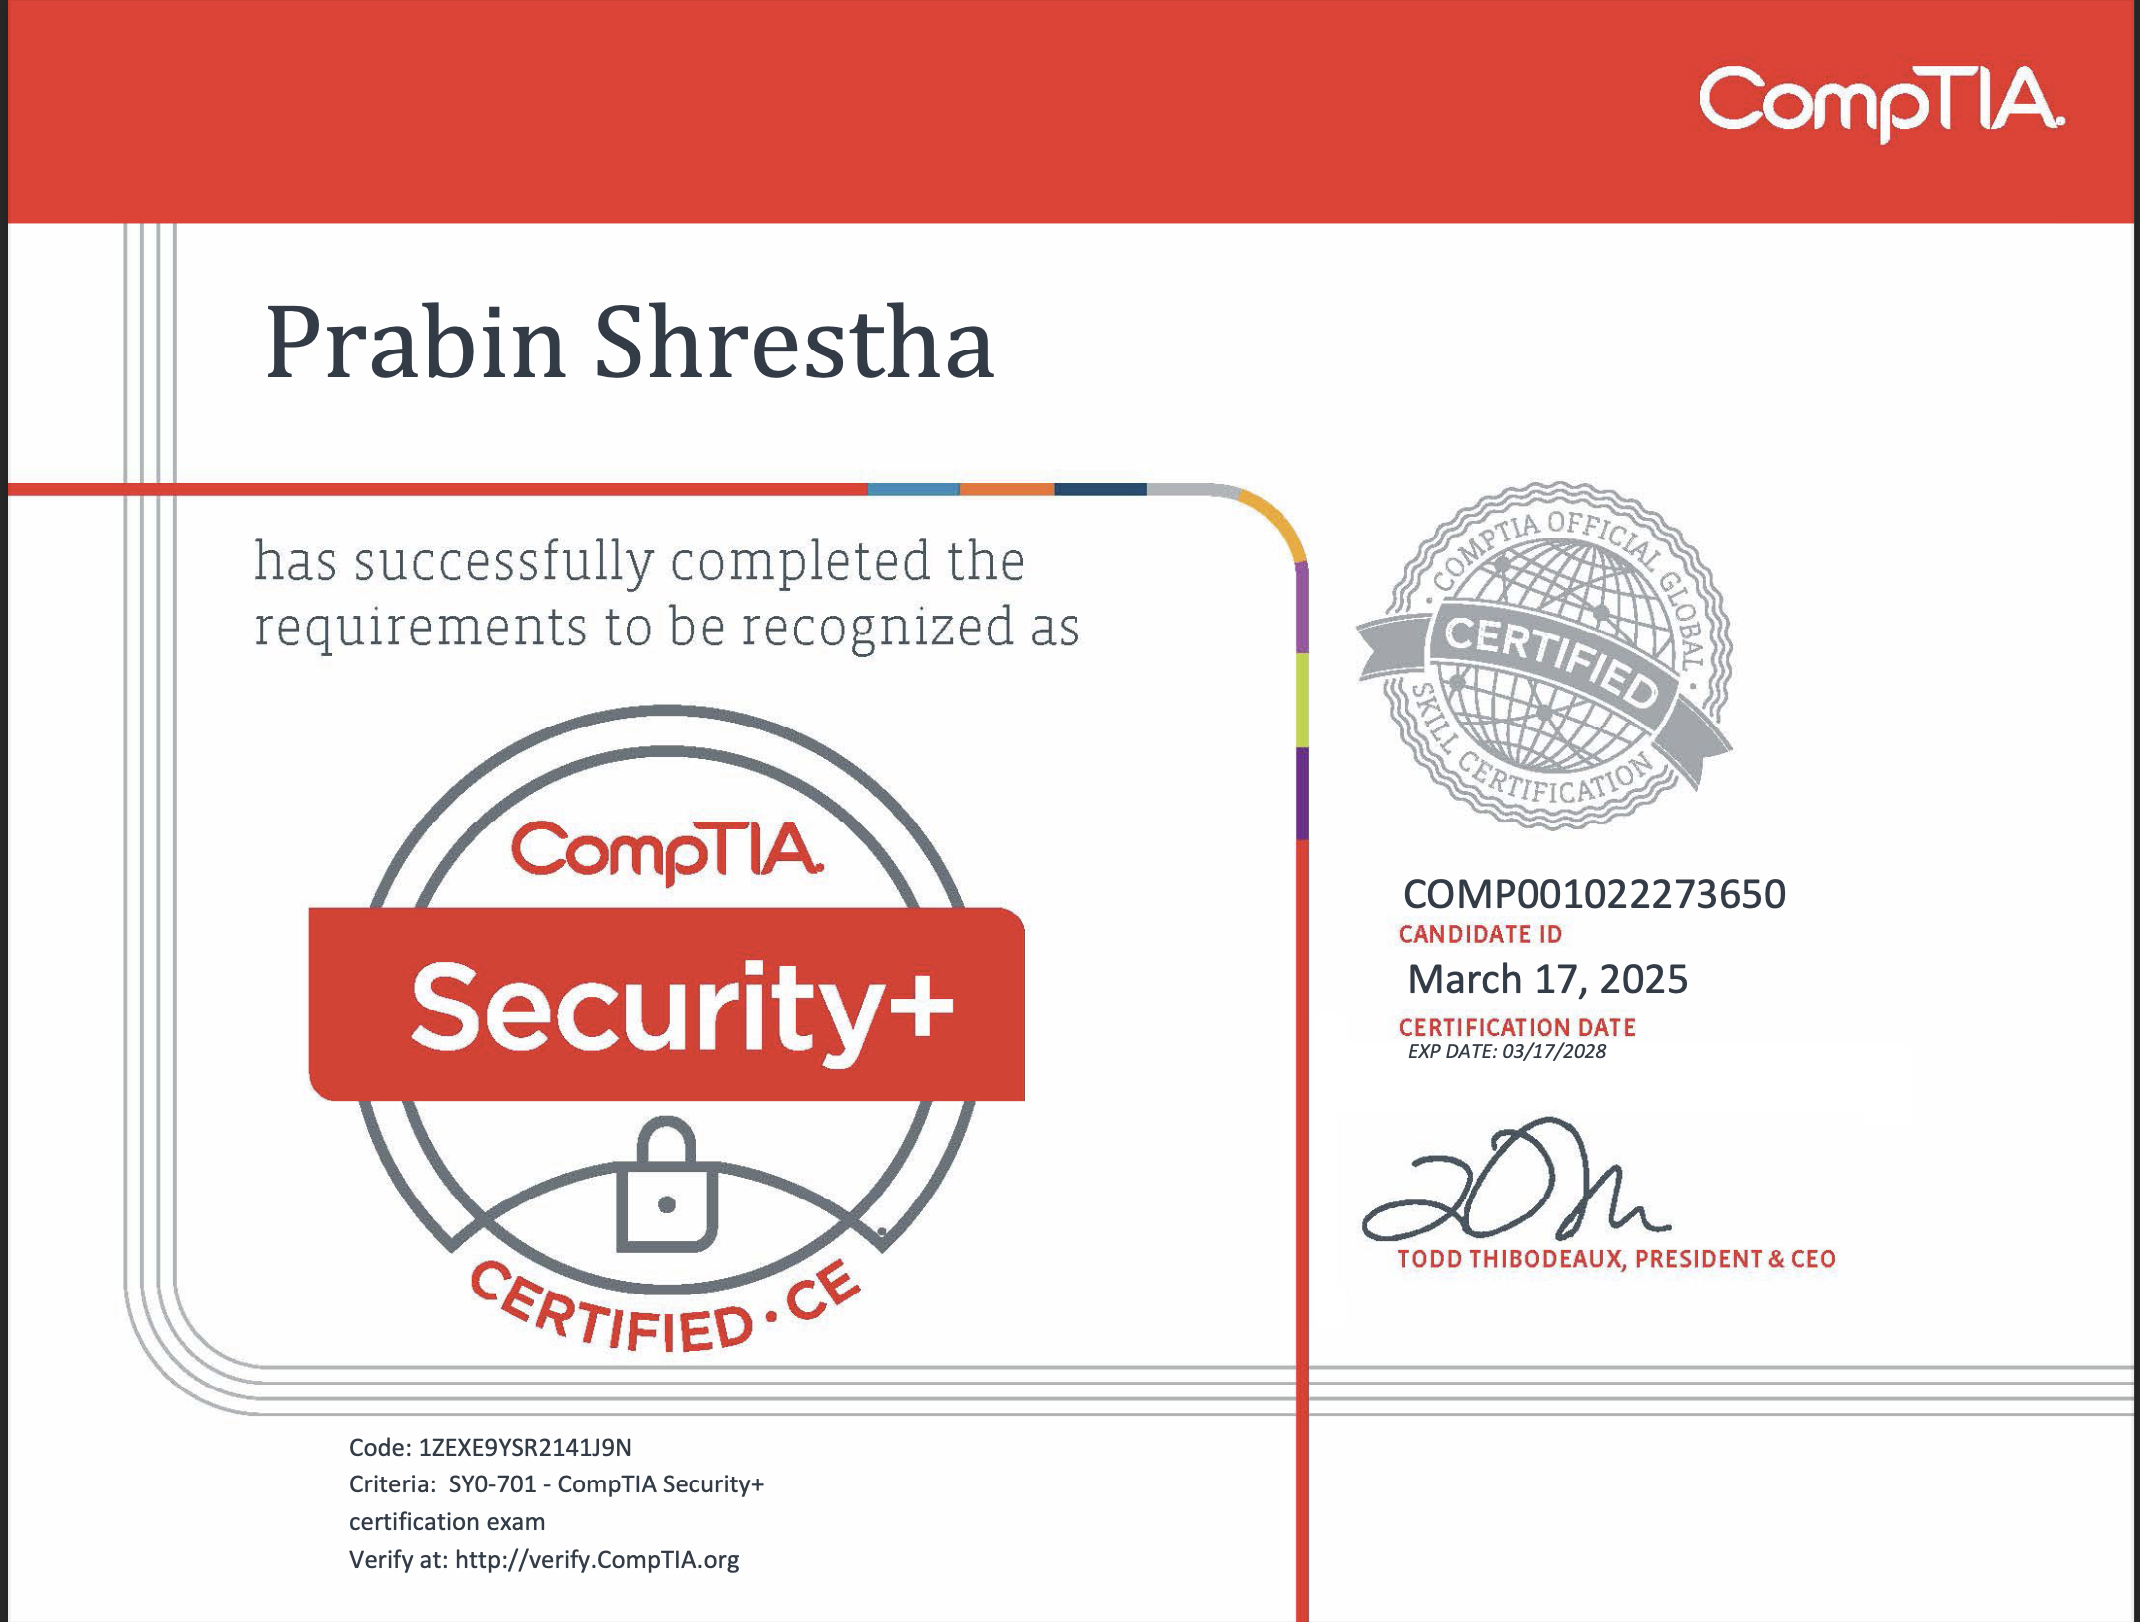 CompTIA.
Prabin Shrestha
has successfully completed the
requirements to be recognized as
CompTIA.
Security+
CERTIFIED • CE
• COMPTIA OFFICIAL GLOBAL •
CERTIFIED
SKILL CERTIFICATION
COMP001022273650
CANDIDATE ID
March 17, 2025
CERTIFICATION DATE
EXP DATE: 03/17/2028
TODD THIBODEAUX, PRESIDENT & CEO
Code: 1ZEXE9YSR2141J9N
Criteria:  SY0-701 - CompTIA Security+
certification exam
Verify at: http://verify.CompTIA.org